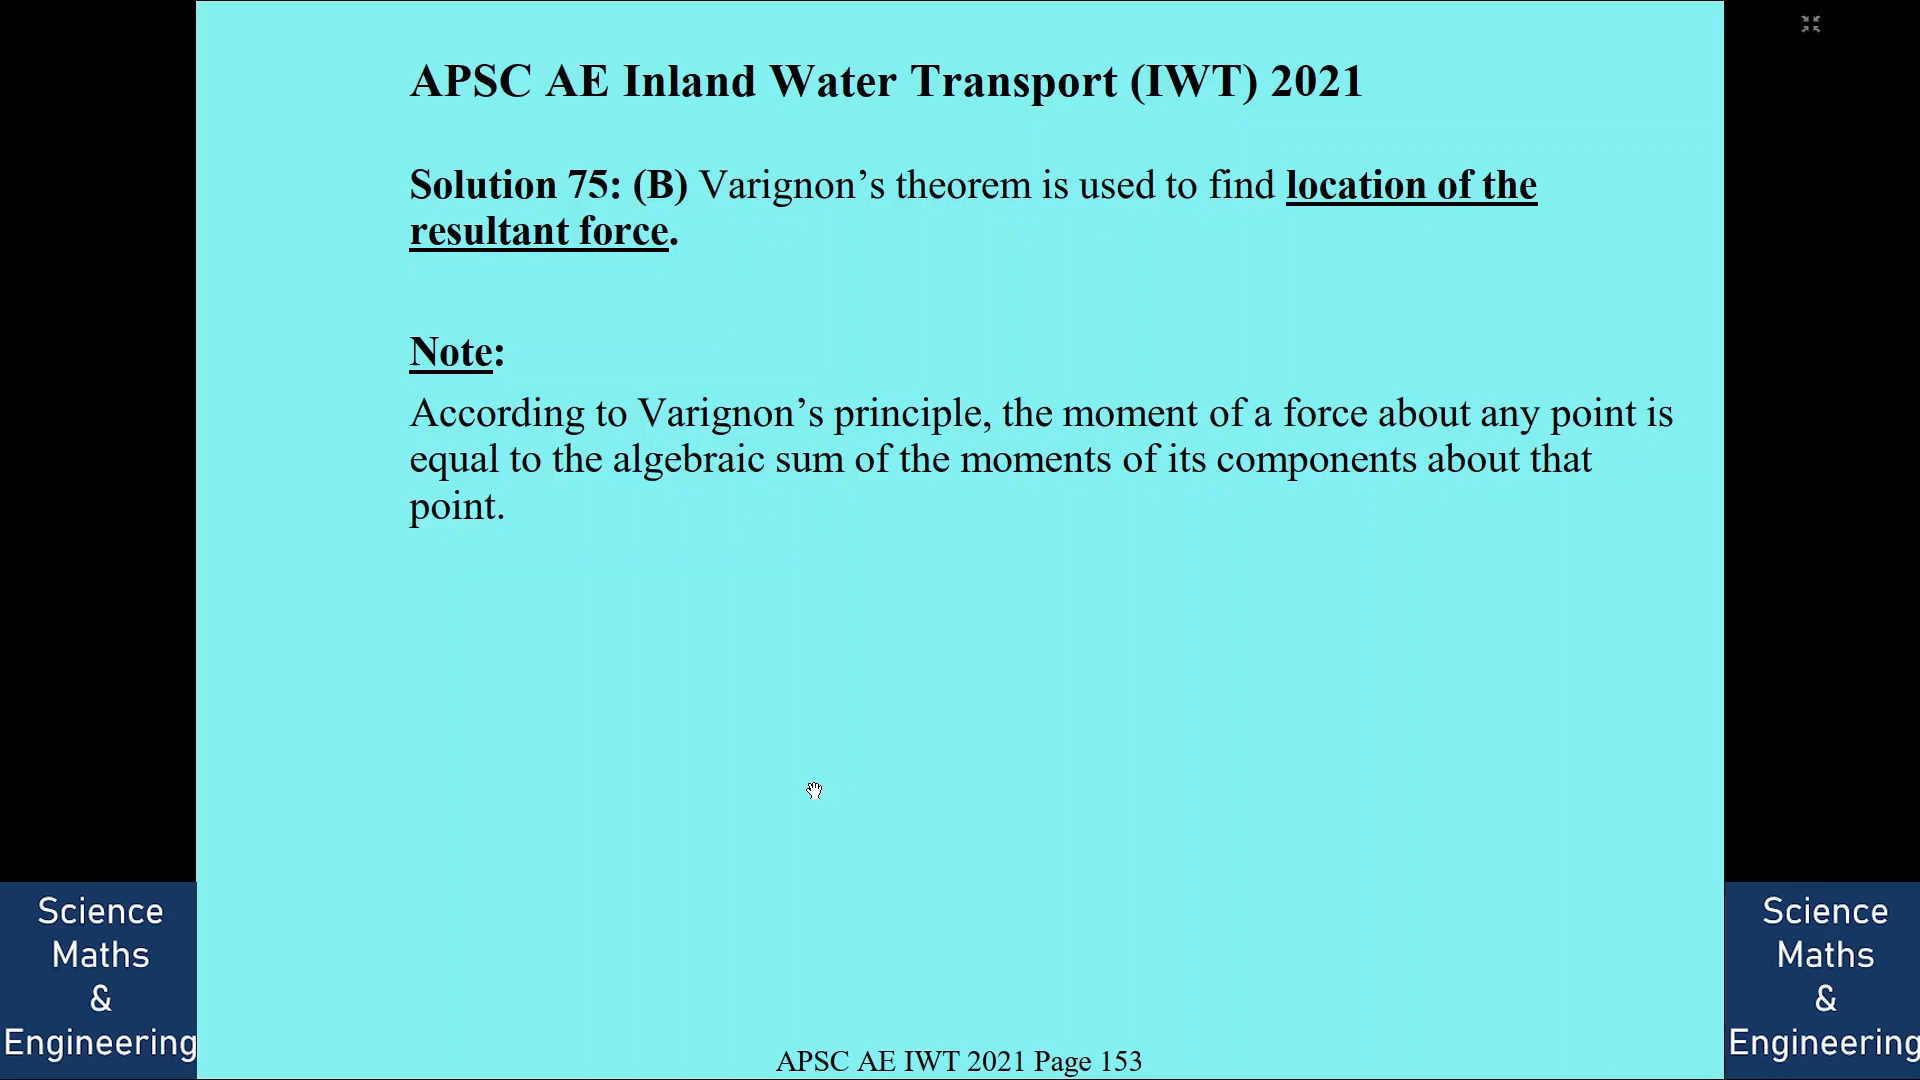 APSC AE Inland Water Transport (IWT) 2021
Solution 75: (B) Varignon’s theorem is used to find location of the
resultant force.
Note:
According to Varignon’s principle, the moment of a force about any point is
equal to the algebraic sum of the moments of its components about that
point.
Science
Maths
&
Engineering
Science
Maths
&
Engineering
APSC AE IWT 2021 Page 153